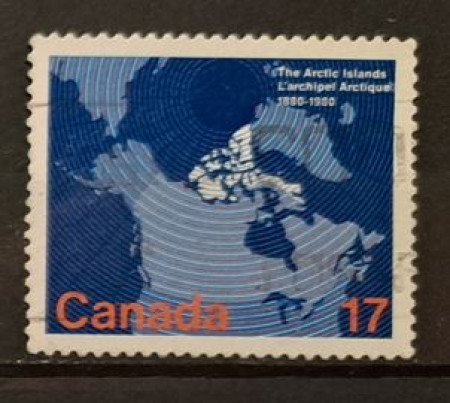 The Arctic Islands
L'archipel Arctique
1880-1980
Canada 17